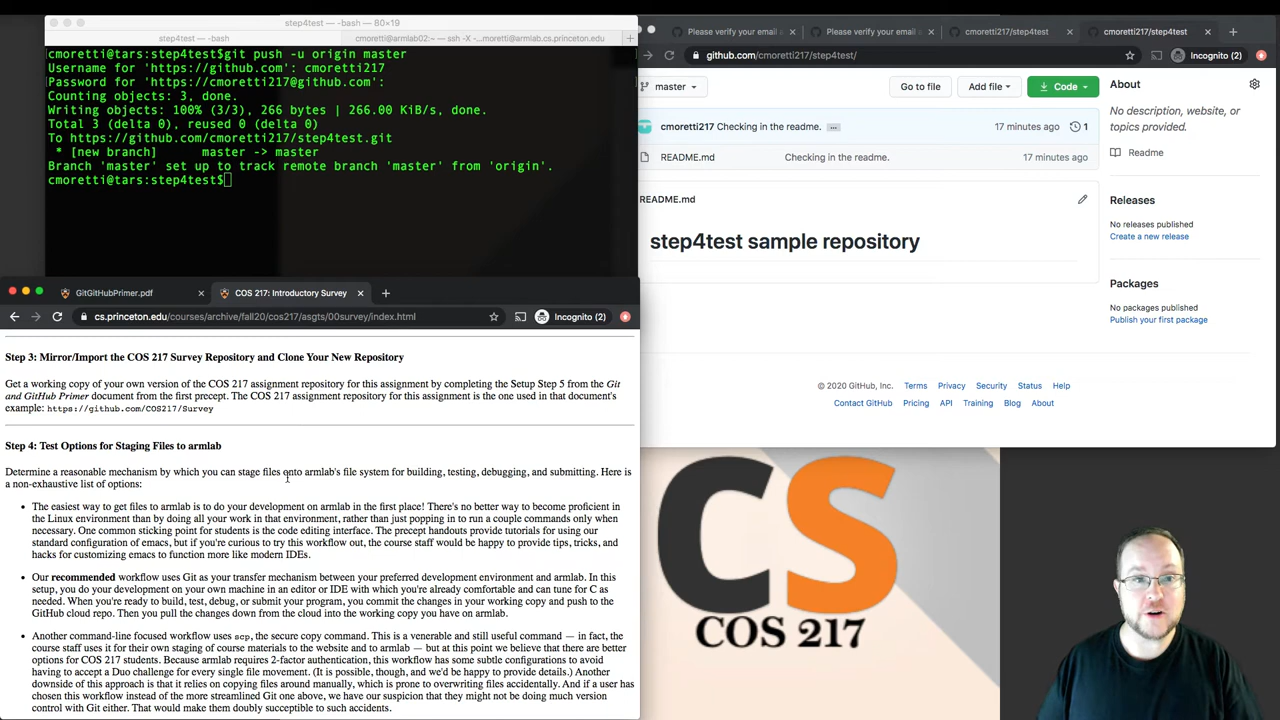 step4test — -bash — 80×19
step4test — -bash
cmoretti@armlab02:~ — ssh -X -...moretti@armlab.cs.princeton.edu
cmoretti@tars:step4test$git push -u origin master
Username for 'https://github.com': cmoretti217
Password for 'https://cmoretti217@github.com':
Counting objects: 3, done.
Writing objects: 100% (3/3), 266 bytes | 266.00 KiB/s, done.
Total 3 (delta 0), reused 0 (delta 0)
To https://github.com/cmoretti217/step4test.git
* [new branch] master -> master
Branch 'master' set up to track remote branch 'master' from 'origin'.
cmoretti@tars:step4test$
Please verify your email
Please verify your email
cmoretti217/step4test
cmoretti217/step4test
github.com/cmoretti217/step4test/
Incognito (2)
master
Go to file
Add file
Code
cmoretti217 Checking in the readme.
17 minutes ago
1
README.md
Checking in the readme.
17 minutes ago
README.md
step4test sample repository
About
No description, website, or
topics provided.
Readme
Releases
No releases published
Create a new release
Packages
No packages published
Publish your first package
© 2020 GitHub, Inc. Terms Privacy Security Status Help
Contact GitHub Pricing API Training Blog About
GitGitHubPrimer.pdf
COS 217: Introductory Survey
cs.princeton.edu/courses/archive/fall20/cos217/asgts/00survey/index.html
Incognito (2)
Step 3: Mirror/Import the COS 217 Survey Repository and Clone Your New Repository
Get a working copy of your own version of the COS 217 assignment repository for this assignment by completing the Setup Step 5 from the Git
and GitHub Primer document from the first precept. The COS 217 assignment repository for this assignment is the one used in that document's
example: https://github.com/COS217/Survey
Step 4: Test Options for Staging Files to armlab
Determine a reasonable mechanism by which you can stage files onto armlab's file system for building, testing, debugging, and submitting. Here is
a non-exhaustive list of options:
• The easiest way to get files to armlab is to do your development on armlab in the first place! There's no better way to become proficient in
the Linux environment than by doing all your work in that environment, rather than just popping in to run a couple commands only when
necessary. One common sticking point for students is the code editing interface. The precept handouts provide tutorials for using our
standard configuration of emacs, but if you're curious to try this workflow out, the course staff would be happy to provide tips, tricks, and
hacks for customizing emacs to function more like modern IDEs.
• Our recommended workflow uses Git as your transfer mechanism between your preferred development environment and armlab. In this
setup, you do your development on your own machine in an editor or IDE with which you're already comfortable and can tune for C as
needed. When you're ready to build, test, debug, or submit your program, you commit the changes in your working copy and push to the
GitHub cloud repo. Then you pull the changes down from the cloud into the working copy you have on armlab.
• Another command-line focused workflow uses scp, the secure copy command. This is a venerable and still useful command — in fact, the
course staff uses it for their own staging of course materials to the website and to armlab — but at this point we believe that there are better
options for COS 217 students. Because armlab requires 2-factor authentication, this workflow has some subtle configurations to avoid
having to accept a Duo challenge for every single file movement. (It is possible, though, and we'd be happy to provide details.) Another
downside of this approach is that it relies on copying files around manually, which is prone to overwriting files accidentally. And if a user has
chosen this workflow instead of the more streamlined Git one above, we have our suspicion that they might not be doing much version
control with Git either. That would make them doubly succeptible to such accidents.
CS
COS 217